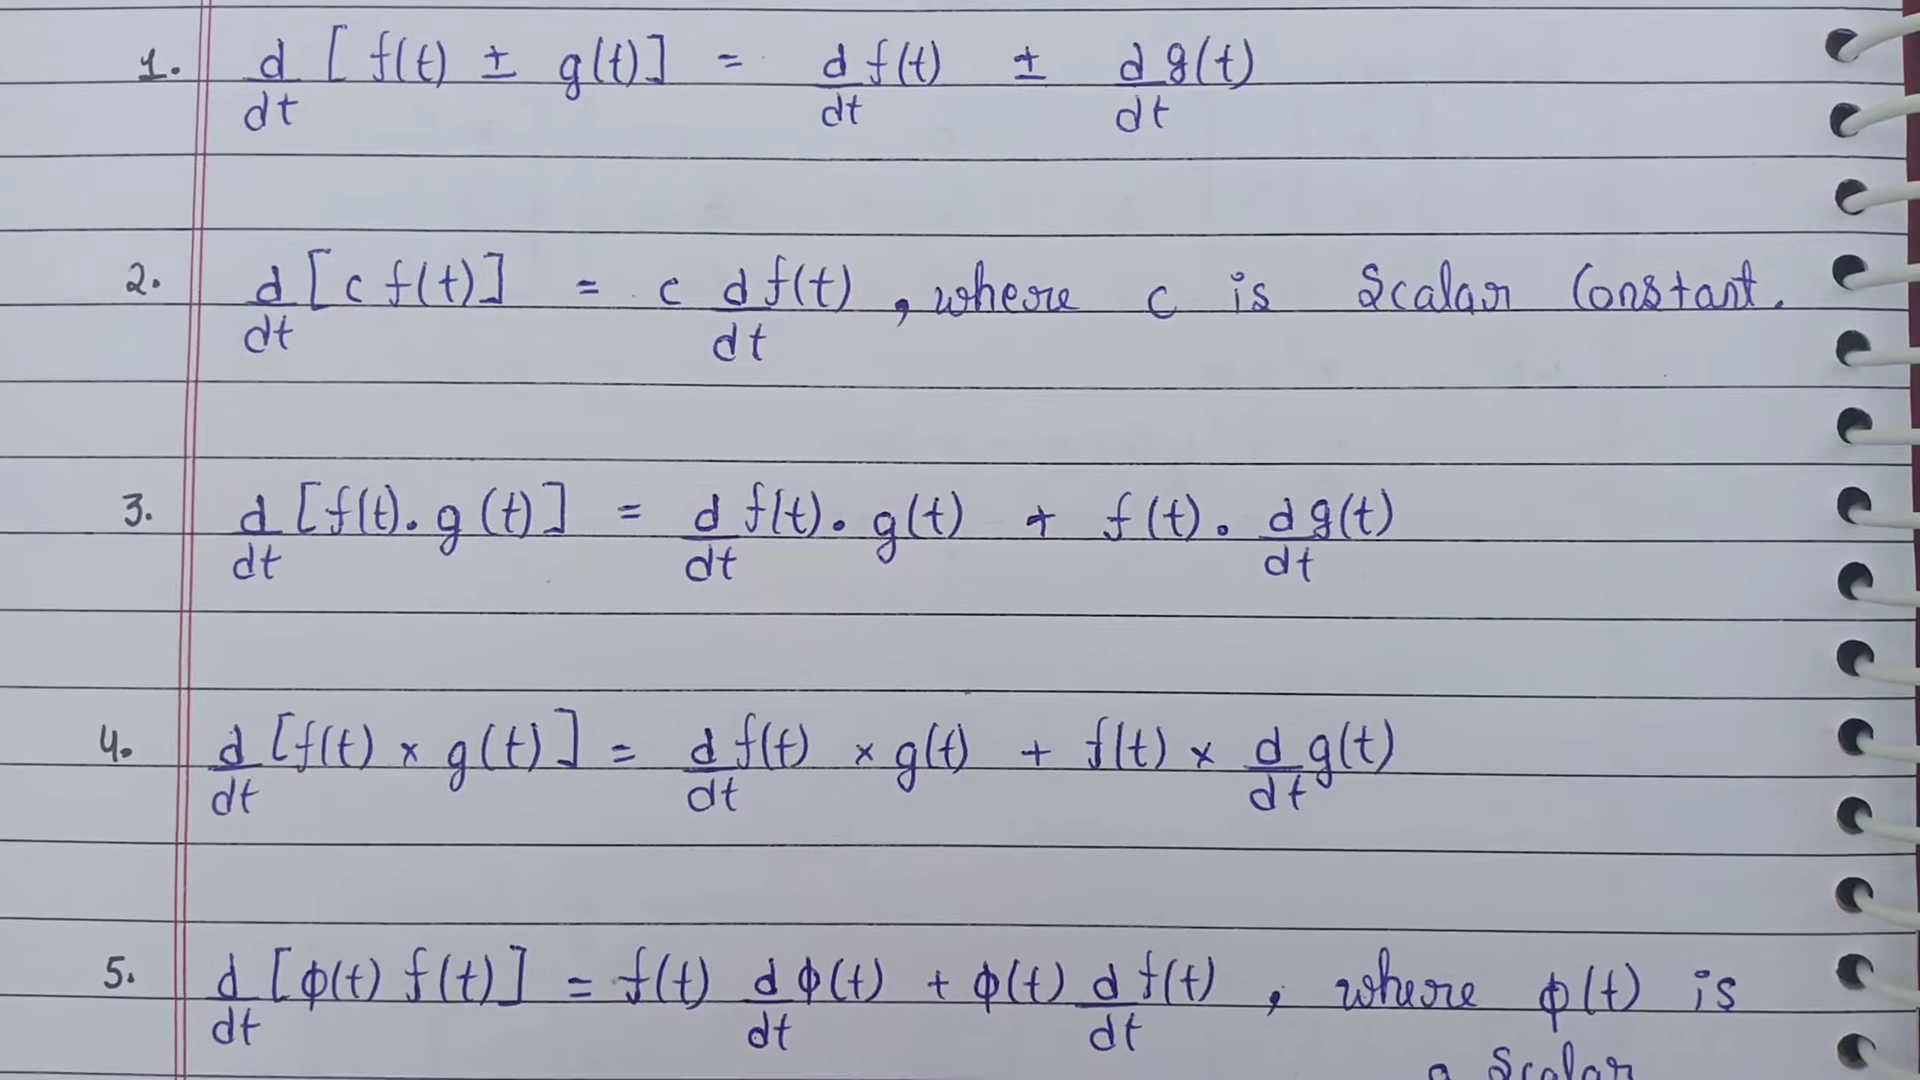 1. d/dt [f(t) ± g(t)] = d/dt f(t) ± d/dt g(t)
2. d/dt [c f(t)] = c d/dt f(t), where c is Scalar Constant.
3. d/dt [f(t). g(t)] = d/dt f(t). g(t) + f(t). d/dt g(t)
4. d/dt [f(t) × g(t)] = d/dt f(t) × g(t) + f(t) × d/dt g(t)
5. d/dt [φ(t) f(t)] = f(t) d/dt φ(t) + φ(t) d/dt f(t), where φ(t) is
a Scalar